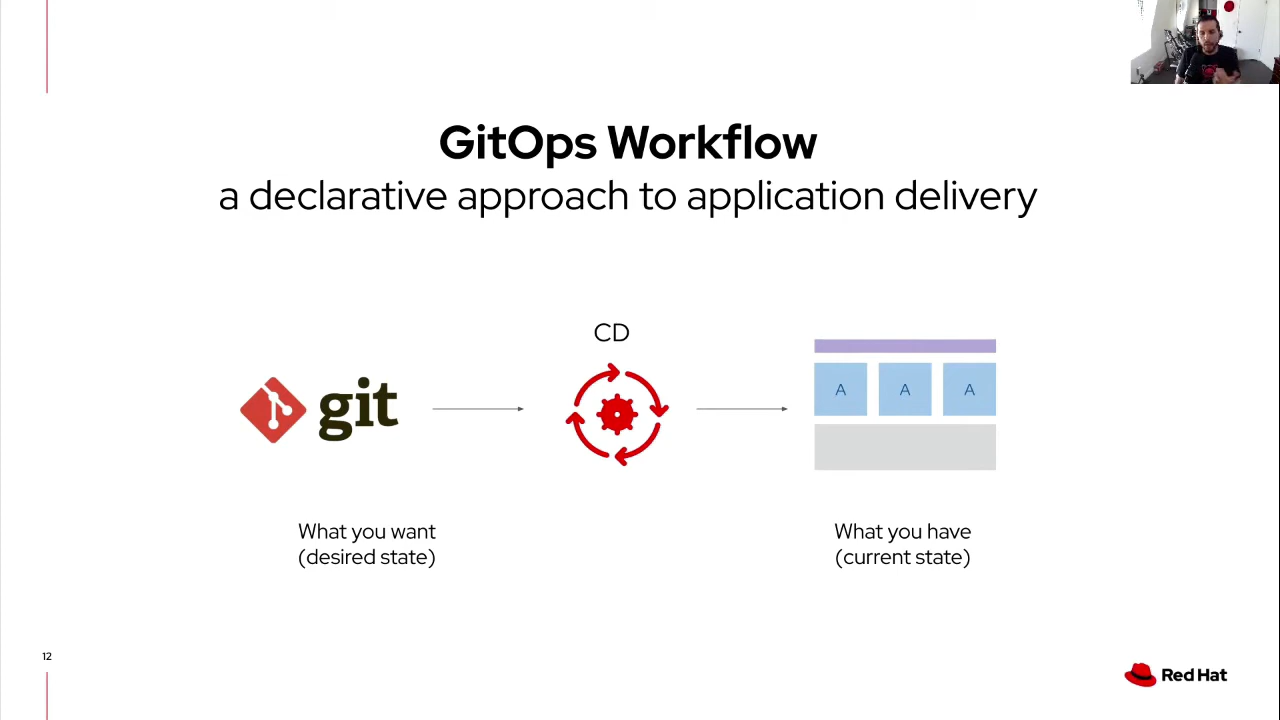 GitOps Workflow
a declarative approach to application delivery
CD
git
A A A
What you want
(desired state)
What you have
(current state)
12
Red Hat